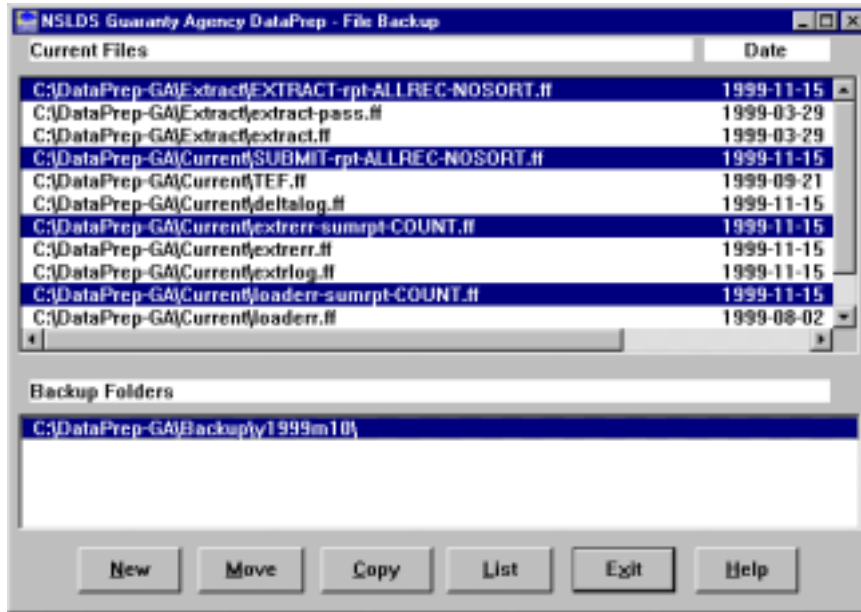 NSLDS Guaranty Agency DataPrep - File Backup
Current Files Date
C:\DataPrep-GA\Extract\EXTRACT-rpt-ALLREC-NOSORT.ff 1999-11-15
C:\DataPrep-GA\Extract\extract-pass.ff 1999-03-29
C:\DataPrep-GA\Extract\extract.ff 1999-03-29
C:\DataPrep-GA\Current\SUBMIT-rpt-ALLREC-NOSORT.ff 1999-11-15
C:\DataPrep-GA\Current\TEF.ff 1999-09-21
C:\DataPrep-GA\Current\deltalog.ff 1999-11-15
C:\DataPrep-GA\Current\extrerr-sumrpt-COUNT.ff 1999-11-15
C:\DataPrep-GA\Current\extrerr.ff 1999-11-15
C:\DataPrep-GA\Current\extrlog.ff 1999-11-15
C:\DataPrep-GA\Current\loaderr-sumrpt-COUNT.ff 1999-11-15
C:\DataPrep-GA\Current\loaderr.ff 1999-08-02
Backup Folders
C:\DataPrep-GA\Backup\y1999m10\
New Move Copy List Exit Help